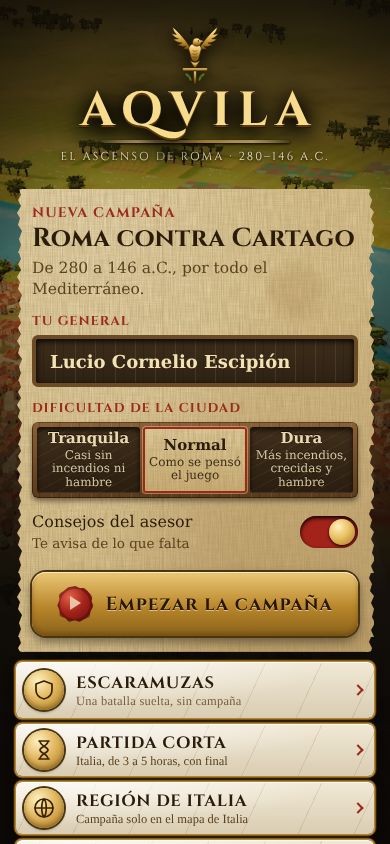 AQVILA
EL ASCENSO DE ROMA · 280–146 A.C.
NUEVA CAMPAÑA
ROMA CONTRA CARTAGO
De 280 a 146 a.C., por todo el
Mediterráneo.
TU GENERAL
Lucio Cornelio Escipión
DIFICULTAD DE LA CIUDAD
Tranquila
Casi sin
incendios ni
hambre
Normal
Como se pensó
el juego
Dura
Más incendios,
crecidas y
hambre
Consejos del asesor
Te avisa de lo que falta
EMPEZAR LA CAMPAÑA
ESCARAMUZAS
Una batalla suelta, sin campaña
PARTIDA CORTA
Italia, de 3 a 5 horas, con final
REGIÓN DE ITALIA
Campaña solo en el mapa de Italia